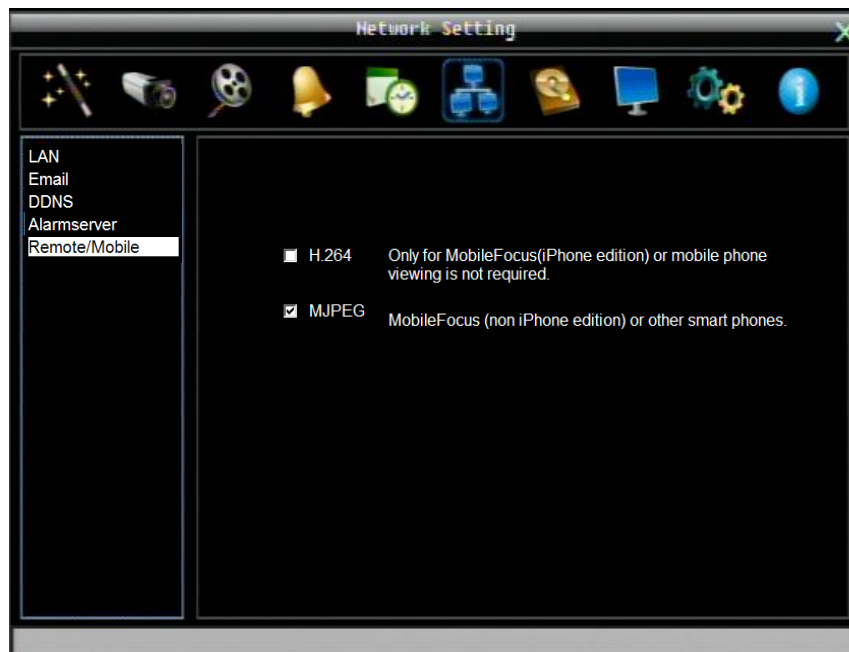 Network Setting
LAN
Email
DDNS
Alarmserver
Remote/Mobile
H.264 Only for MobileFocus(iPhone edition) or mobile phone
viewing is not required.
MJPEG MobileFocus (non iPhone edition) or other smart phones.